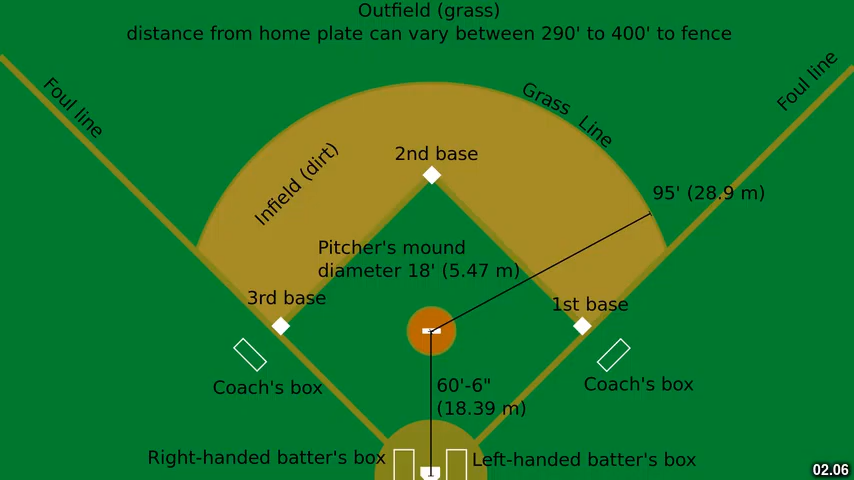 Outfield (grass)
distance from home plate can vary between 290' to 400' to fence
Foul line
Foul line
Grass Line
Infield (dirt)
2nd base
95' (28.9 m)
Pitcher's mound
diameter 18' (5.47 m)
3rd base
1st base
Coach's box
Coach's box
60'-6"
(18.39 m)
Right-handed batter's box
Left-handed batter's box
02.06